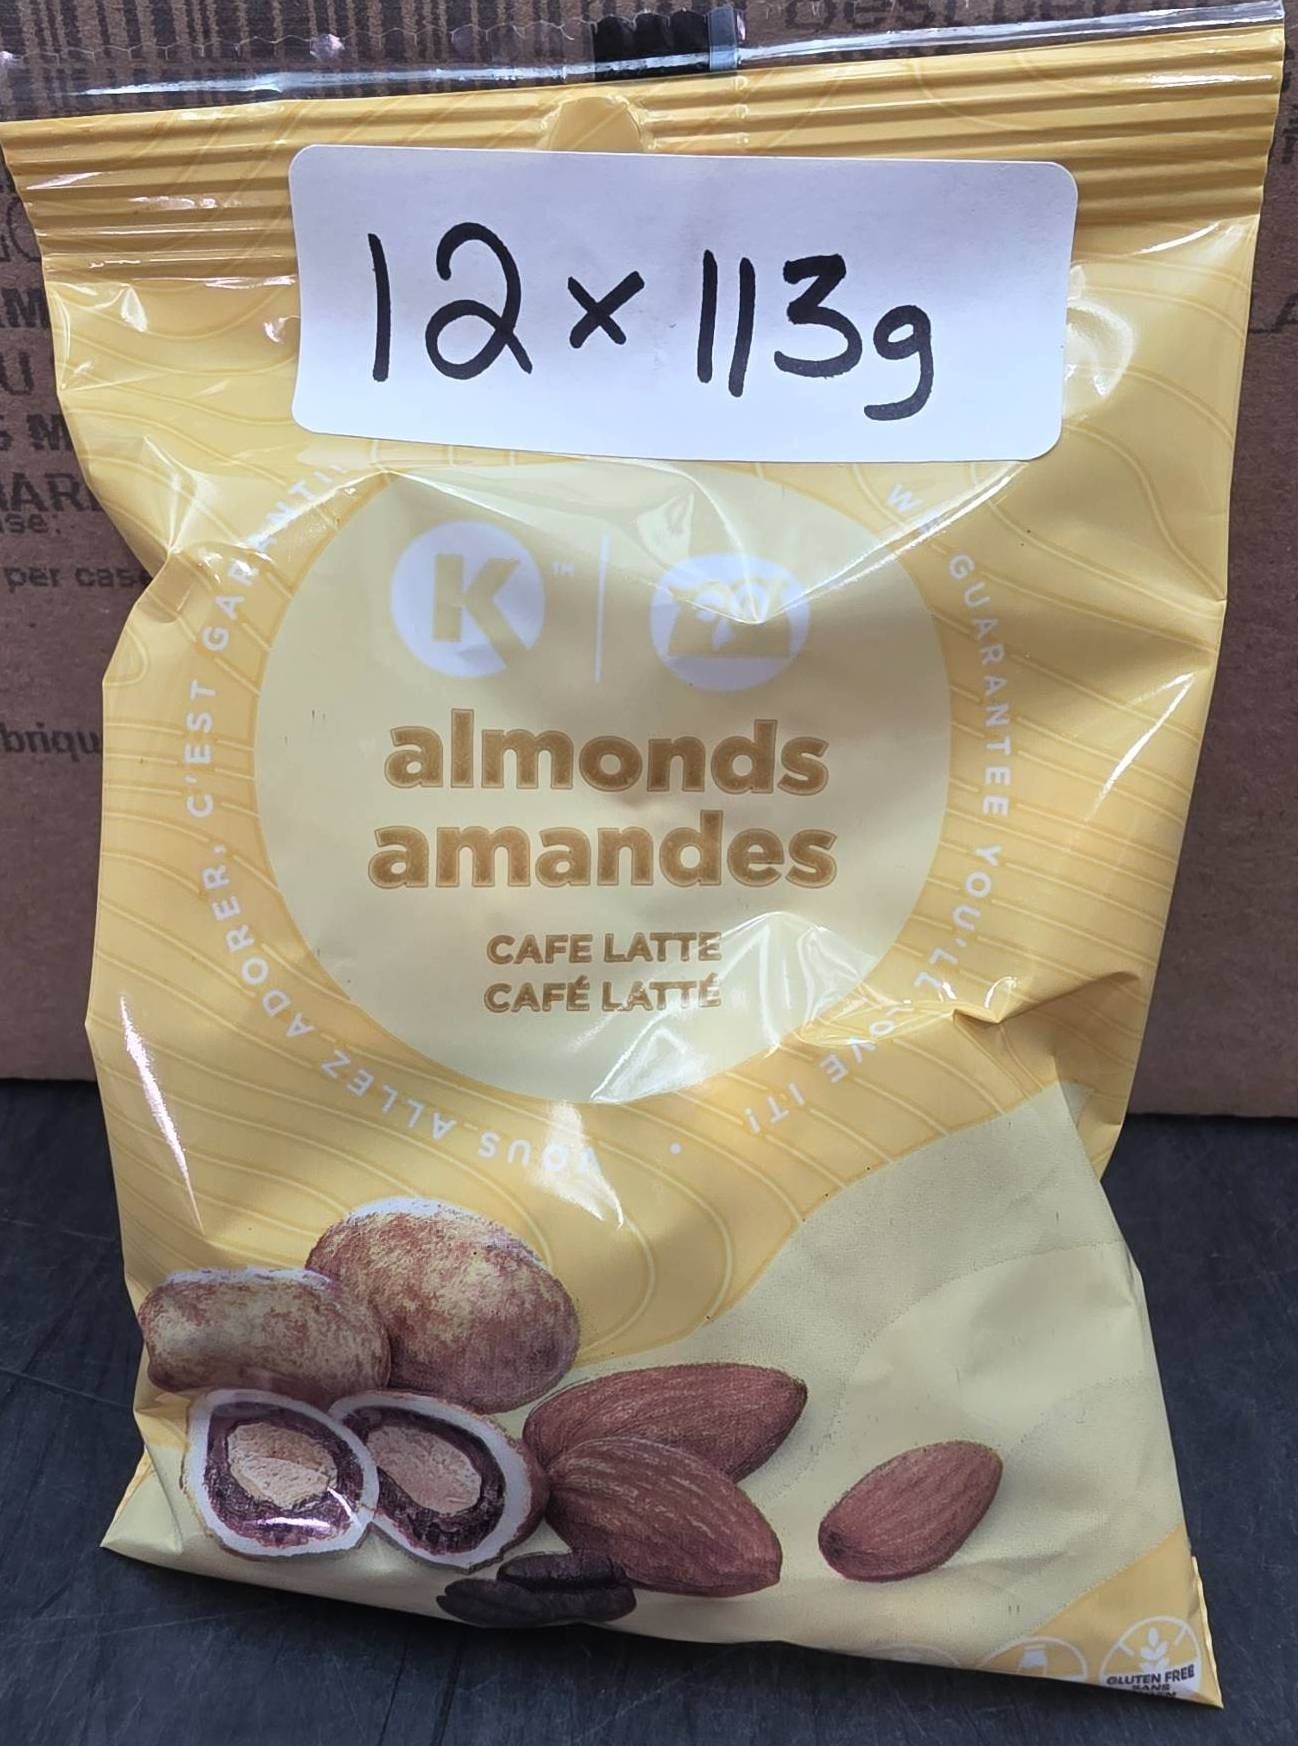 12 x 113g
K™
almonds
amandes
CAFE LATTE
CAFÉ LATTÉ
WE GUARANTEE YOU'LL LOVE IT!
• VOUS ALLEZ ADORER, C'EST GARANTI!
GLUTEN FREE
SANS
per case